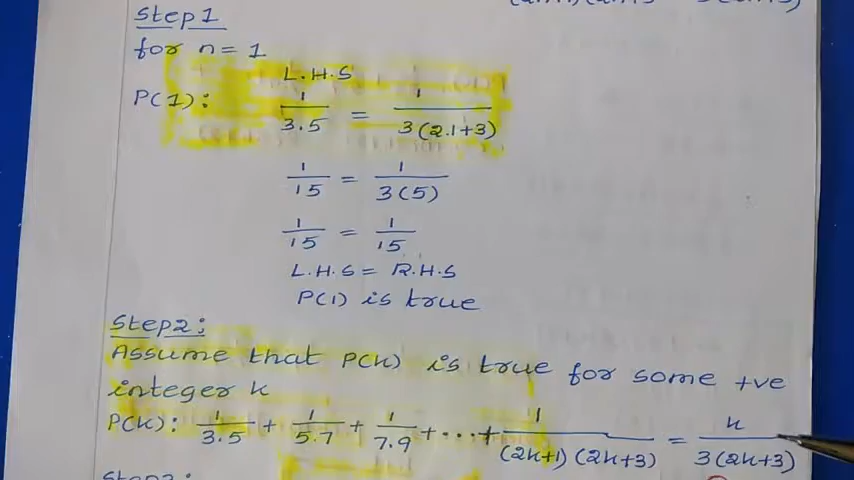 Step 1
for n = 1
L.H.S
P(1): 1/3.5 = 1/3(2.1+3)
1/15 = 1/3(5)
1/15 = 1/15
L.H.S = R.H.S
P(1) is true
Step2:
Assume that P(k) is true for some +ve
integer k
P(k): 1/3.5 + 1/5.7 + 1/7.9 + ... + 1/(2k+1)(2k+3) = k/3(2k+3)